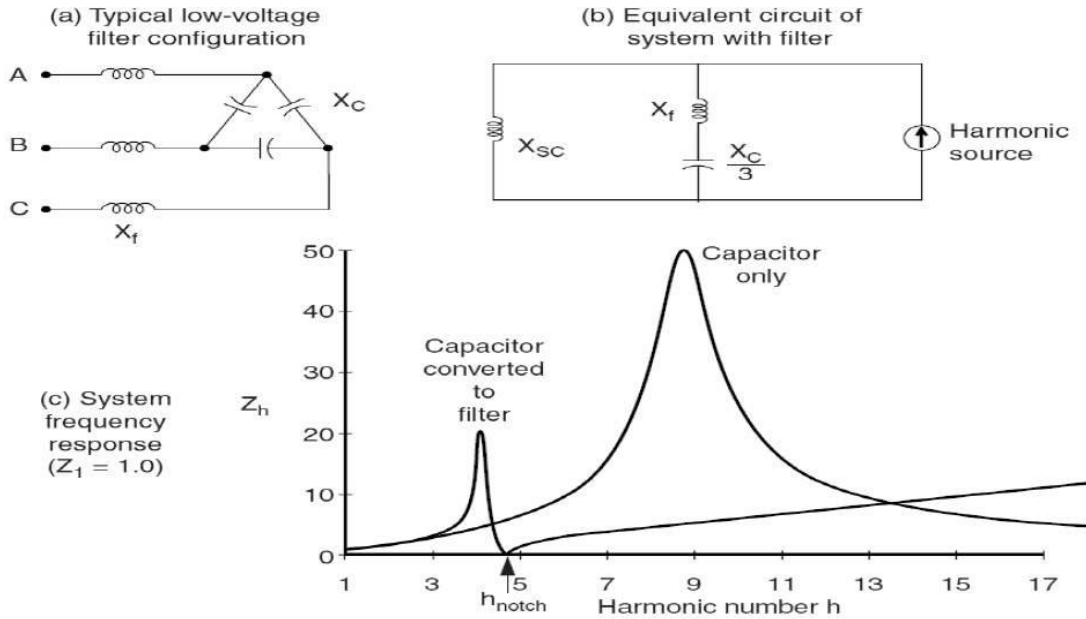 (a) Typical low-voltage
filter configuration
A
B
C
X_C
X_f
(b) Equivalent circuit of
system with filter
X_SC
X_f
X_C
3
Harmonic
source
(c) System
frequency
response
(Z_1 = 1.0)
Z_h
50
40
30
20
10
0
Capacitor
converted
to
filter
Capacitor
only
1 3 5 7 9 11 13 15 17
h_notch
Harmonic number h